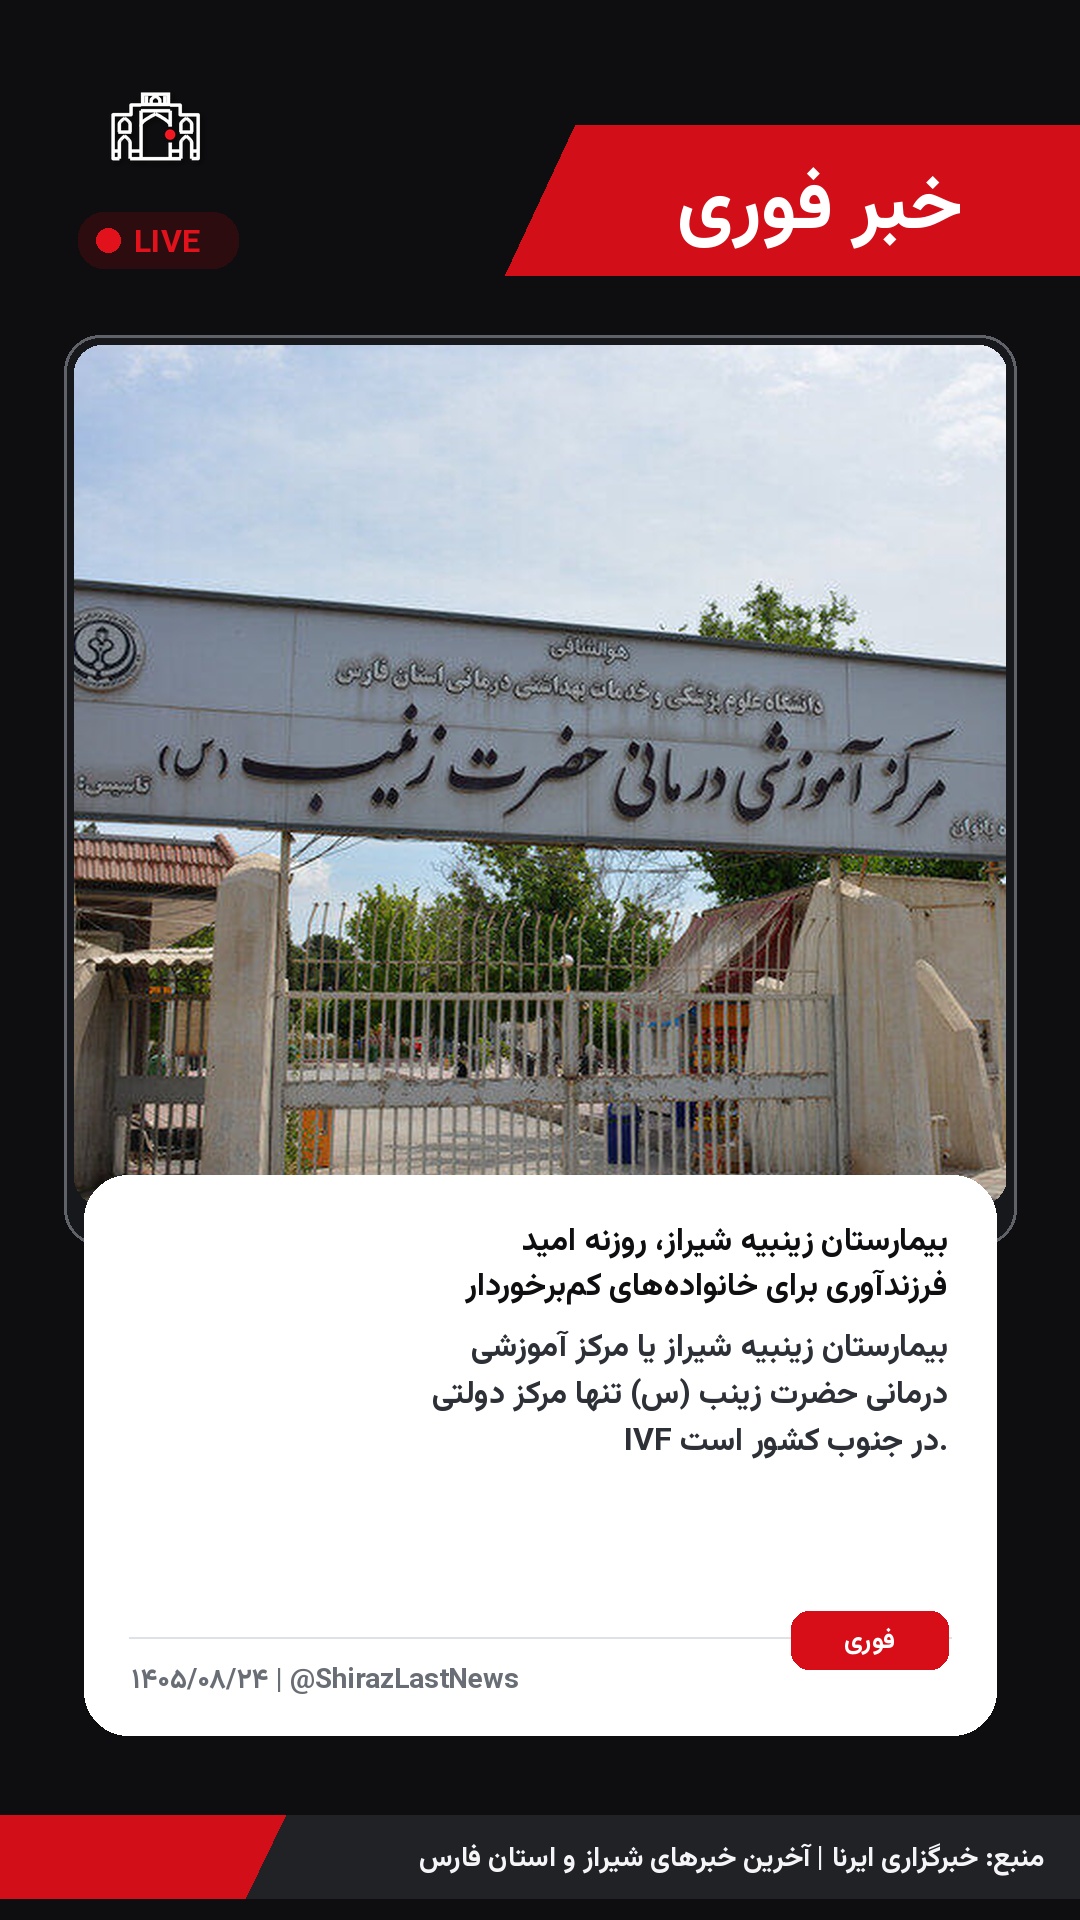 خبر فوری
LIVE
هوالشافی
دانشگاه علوم پزشکی و خدمات بهداشتی درمانی استان فارس
مرکز آموزشی درمانی حضرت زینب (س)
تاسیس:
ه بانوان
بیمارستان زینبیه شیراز، روزنه امید
فرزندآوری برای خانواده‌های کم‌برخوردار
بیمارستان زینبیه شیراز یا مرکز آموزشی
درمانی حضرت زینب (س) تنها مرکز دولتی
.در جنوب کشور است IVF
فوری
۱۴۰۵/۰۸/۲۴ | @ShirazLastNews
منبع: خبرگزاری ایرنا | آخرین خبرهای شیراز و استان فارس